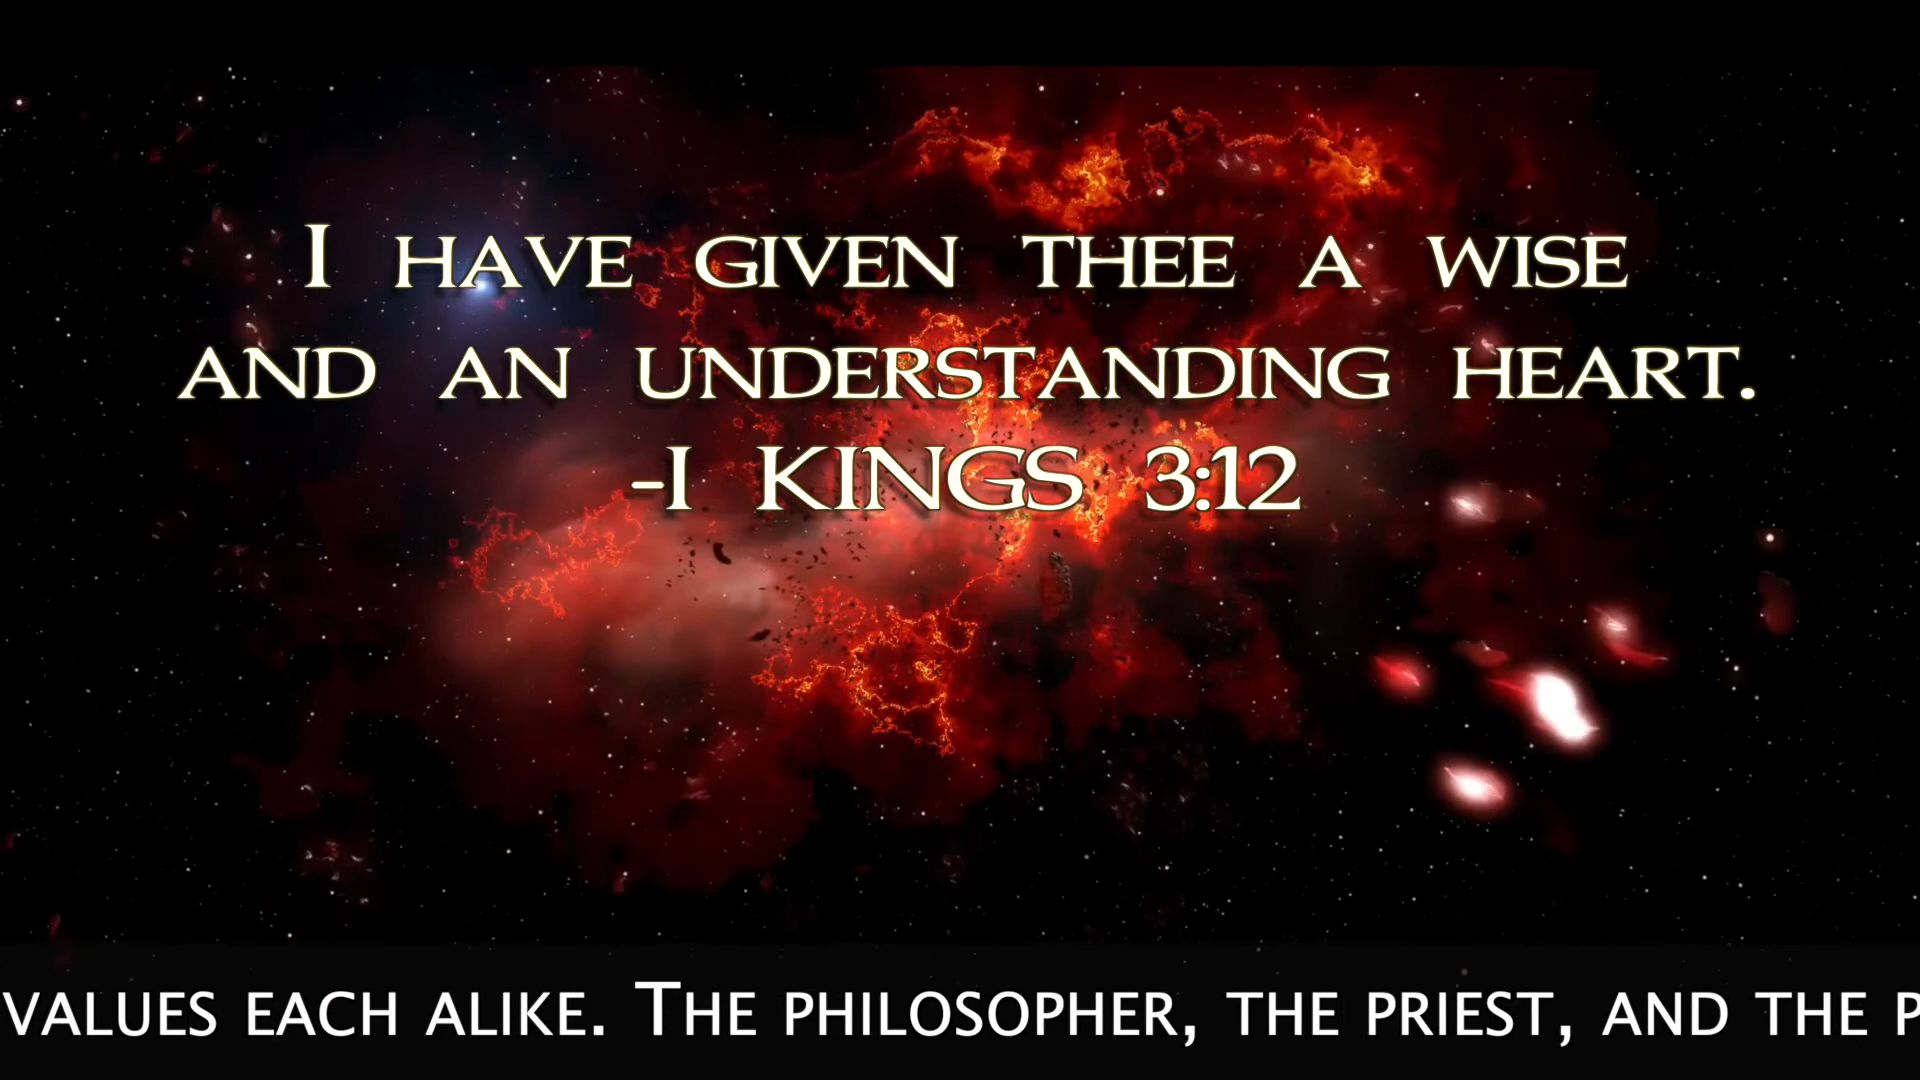 I HAVE GIVEN THEE A WISE
AND AN UNDERSTANDING HEART.
-I KINGS 3:12
VALUES EACH ALIKE. THE PHILOSOPHER, THE PRIEST, AND THE P